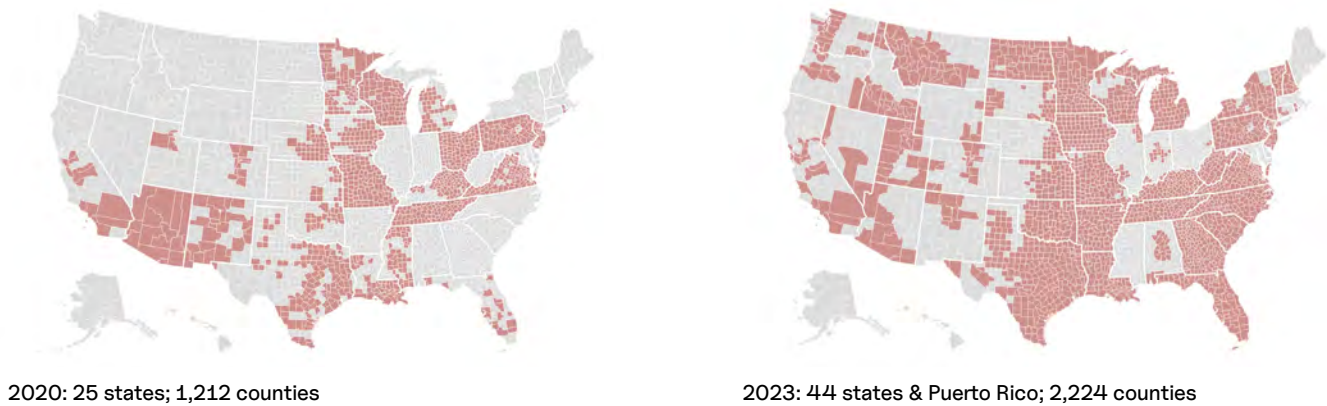 2020: 25 states; 1,212 counties
2023: 44 states & Puerto Rico; 2,224 counties